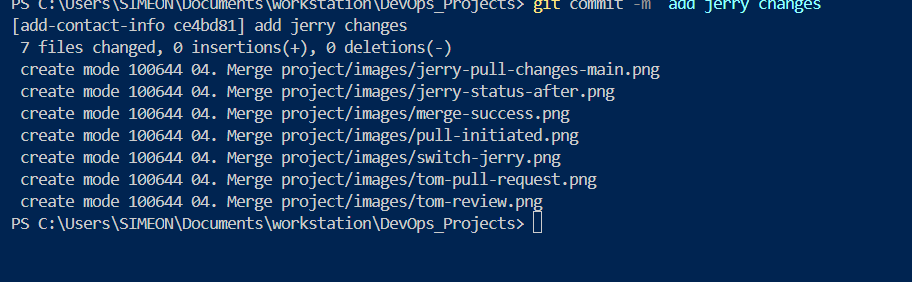 PS C:\Users\SIMEON\Documents\workstation\DevOps_Projects> git commit -m "add jerry changes
[add-contact-info ce4bd81] add jerry changes
7 files changed, 0 insertions(+), 0 deletions(-)
create mode 100644 04. Merge project/images/jerry-pull-changes-main.png
create mode 100644 04. Merge project/images/jerry-status-after.png
create mode 100644 04. Merge project/images/merge-success.png
create mode 100644 04. Merge project/images/pull-initiated.png
create mode 100644 04. Merge project/images/switch-jerry.png
create mode 100644 04. Merge project/images/tom-pull-request.png
create mode 100644 04. Merge project/images/tom-review.png
PS C:\Users\SIMEON\Documents\workstation\DevOps_Projects>